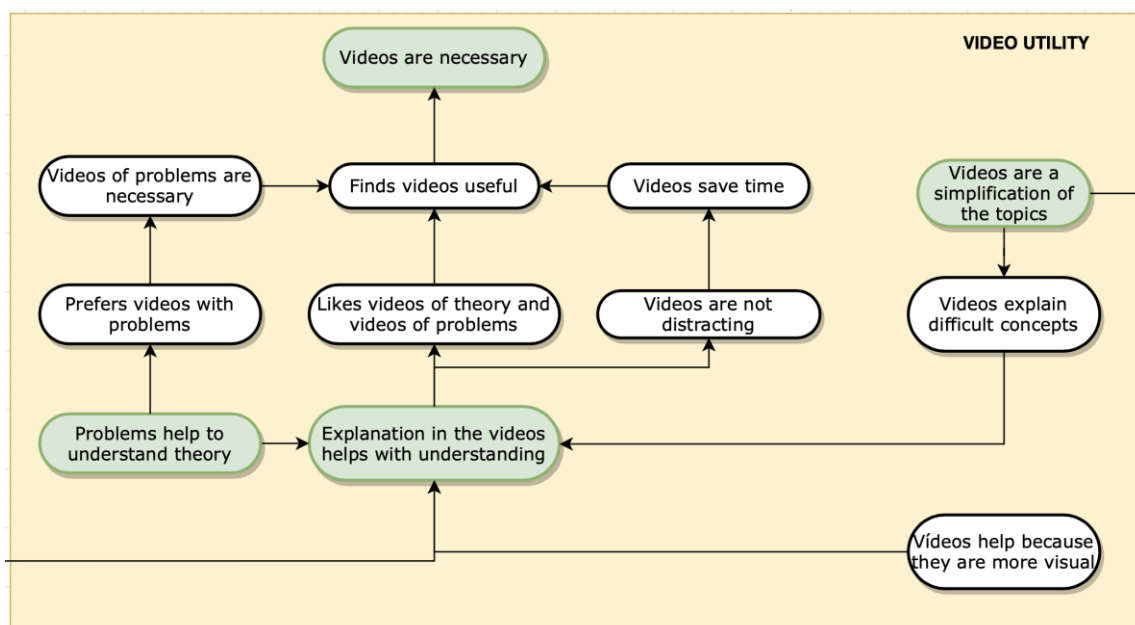 VIDEO UTILITY
Videos are necessary
Videos of problems are
necessary
Finds videos useful
Videos save time
Videos are a
simplification of
the topics
Prefers videos with
problems
Likes videos of theory and
videos of problems
Videos are not
distracting
Videos explain
difficult concepts
Problems help to
understand theory
Explanation in the videos
helps with understanding
Vídeos help because
they are more visual